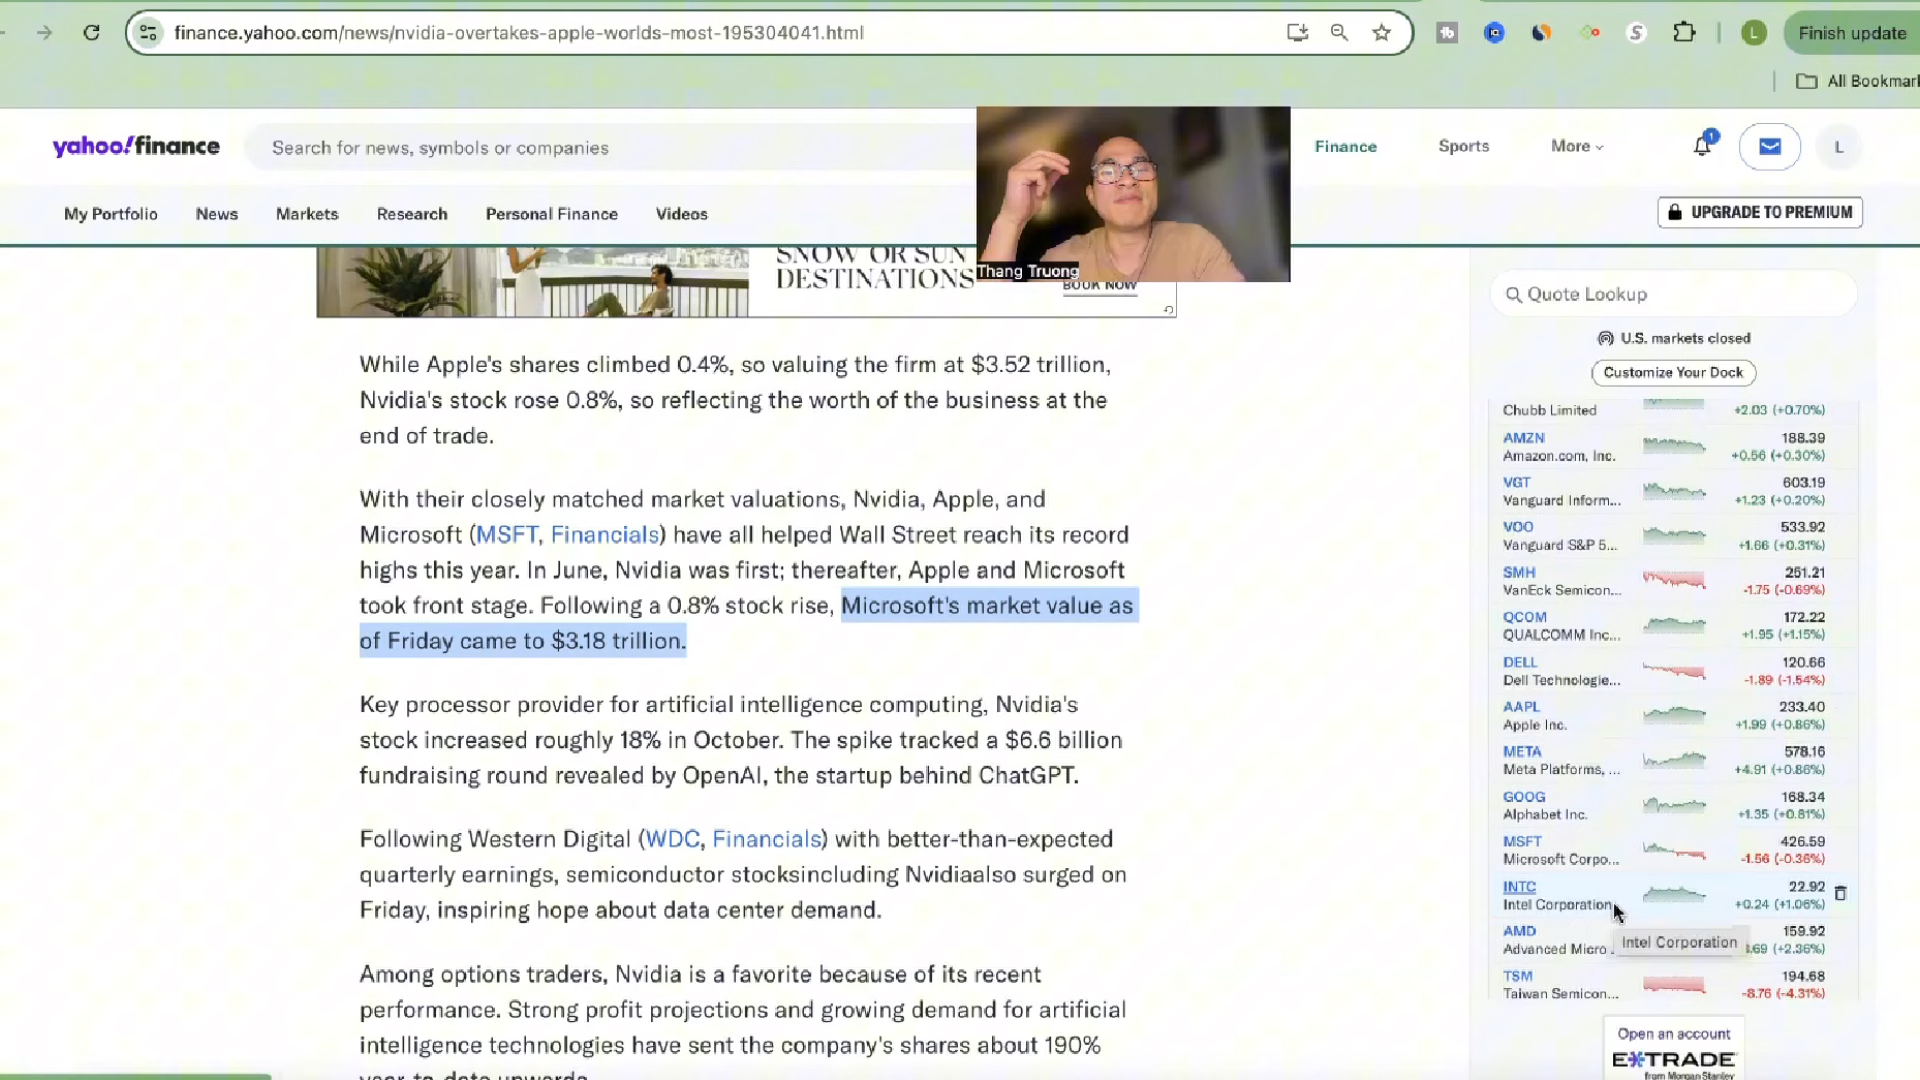 finance.yahoo.com/news/nvidia-overtakes-apple-worlds-most-195304041.html
L
Finish update
All Bookmar
yahoo!finance
Search for news, symbols or companies
Finance
Sports
More
1
L
My Portfolio
News
Markets
Research
Personal Finance
Videos
UPGRADE TO PREMIUM
SNOW OR SUN
DESTINATIONS
BOOK NOW
Thang Truong
While Apple's shares climbed 0.4%, so valuing the firm at $3.52 trillion,
Nvidia's stock rose 0.8%, so reflecting the worth of the business at the
end of trade.
With their closely matched market valuations, Nvidia, Apple, and
Microsoft (MSFT, Financials) have all helped Wall Street reach its record
highs this year. In June, Nvidia was first; thereafter, Apple and Microsoft
took front stage. Following a 0.8% stock rise, Microsoft's market value as
of Friday came to $3.18 trillion.
Key processor provider for artificial intelligence computing, Nvidia's
stock increased roughly 18% in October. The spike tracked a $6.6 billion
fundraising round revealed by OpenAI, the startup behind ChatGPT.
Following Western Digital (WDC, Financials) with better-than-expected
quarterly earnings, semiconductor stocksincluding Nvidiaalso surged on
Friday, inspiring hope about data center demand.
Among options traders, Nvidia is a favorite because of its recent
performance. Strong profit projections and growing demand for artificial
intelligence technologies have sent the company's shares about 190%
year-to-date upwards.
Quote Lookup
U.S. markets closed
Customize Your Dock
Chubb Limited +2.03 (+0.70%)
AMZN 188.39
Amazon.com, Inc. +0.56 (+0.30%)
VGT 603.19
Vanguard Inform... +1.23 (+0.20%)
VOO 533.92
Vanguard S&P 5... +1.66 (+0.31%)
SMH 251.21
VanEck Semicon... -1.75 (-0.69%)
QCOM 172.22
QUALCOMM Inc... +1.95 (+1.15%)
DELL 120.66
Dell Technologie... -1.89 (-1.54%)
AAPL 233.40
Apple Inc. +1.99 (+0.86%)
META 578.16
Meta Platforms, ... +4.91 (+0.86%)
GOOG 168.34
Alphabet Inc. +1.35 (+0.81%)
MSFT 426.59
Microsoft Corpo... -1.56 (-0.36%)
INTC 22.92
Intel Corporation +0.24 (+1.06%)
AMD 159.92
Advanced Micro .69 (+2.36%)
Intel Corporation
TSM 194.68
Taiwan Semicon... -8.76 (-4.31%)
Open an account
E*TRADE
from Morgan Stanley